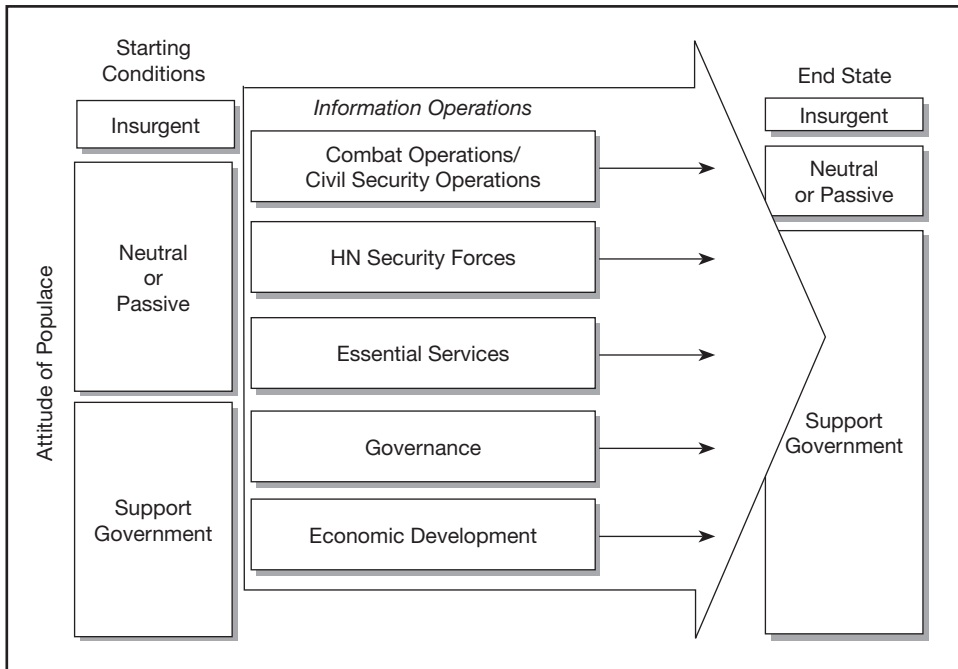 Starting
Conditions
Insurgent
Neutral
or
Passive
Support
Government
Attitude of Populace
Information Operations
Combat Operations/
Civil Security Operations
HN Security Forces
Essential Services
Governance
Economic Development
End State
Insurgent
Neutral
or Passive
Support
Government